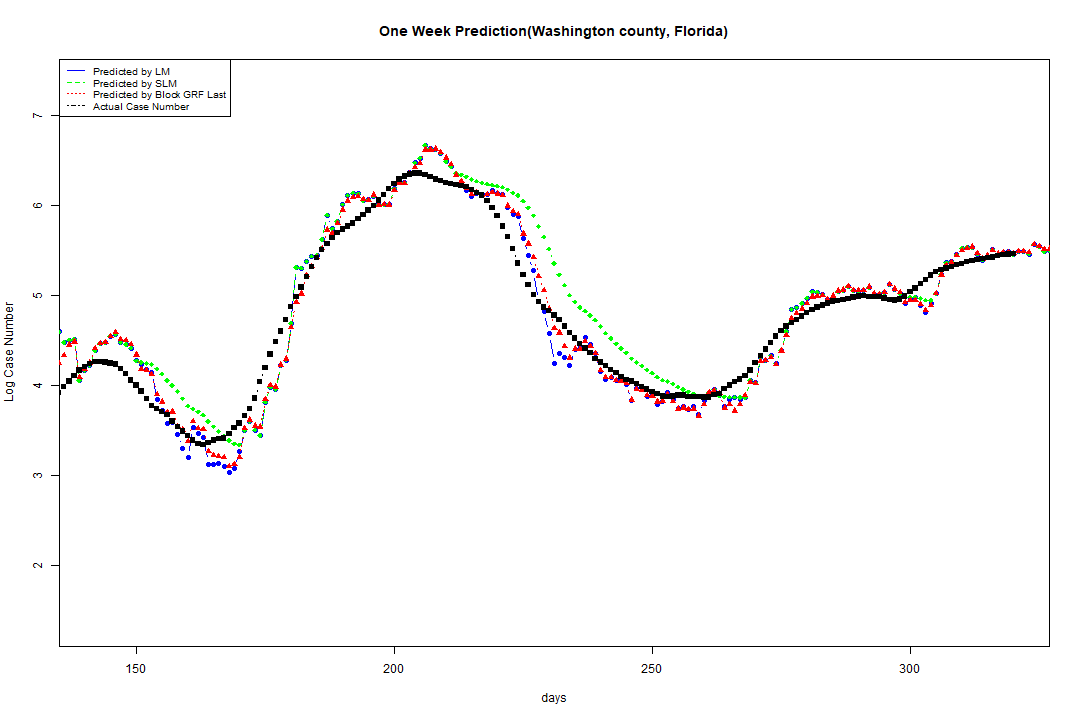 One Week Prediction(Washington county, Florida)
Predicted by LM
Predicted by SLM
Predicted by Block GRF Last
Actual Case Number
7
6
5
4
3
2
Log Case Number
150 200 250 300
days